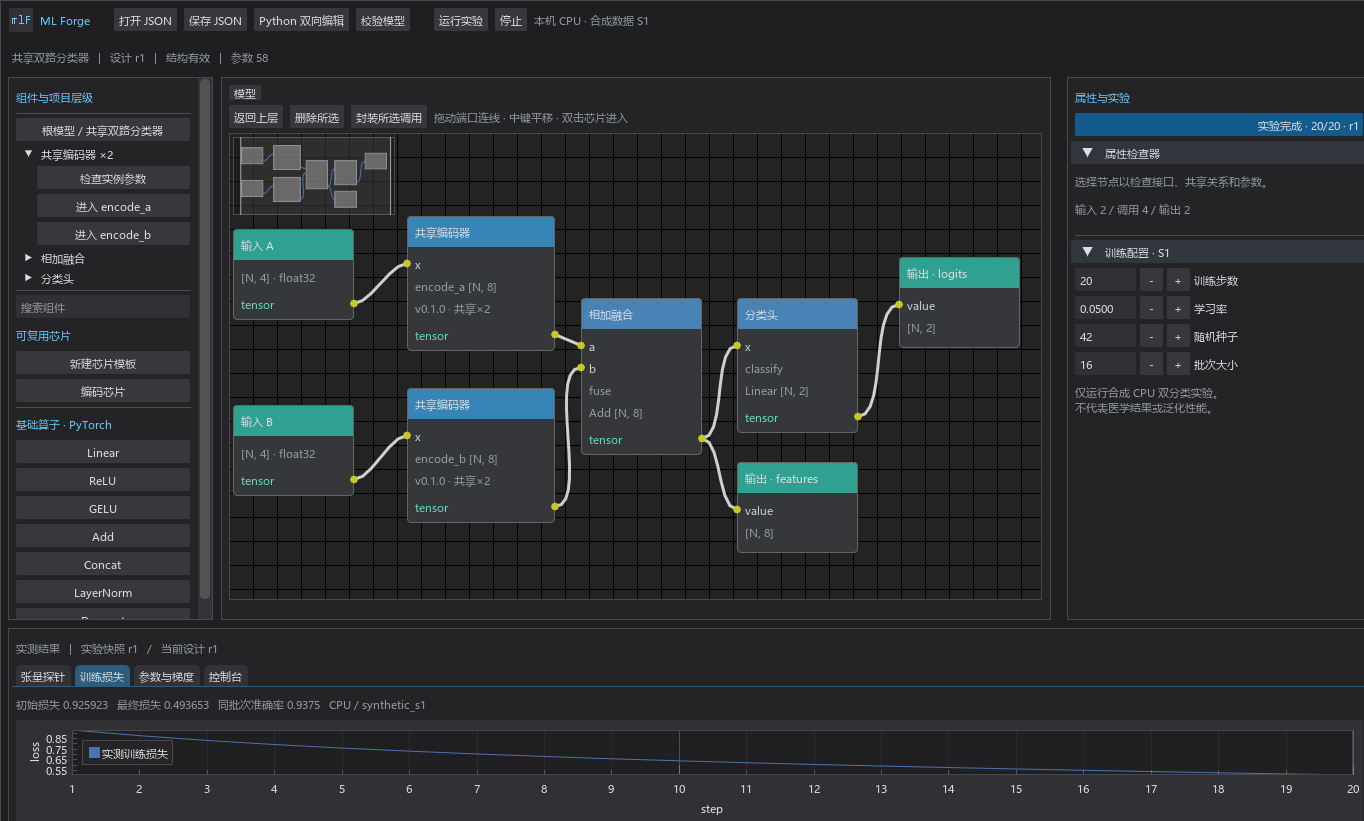 mlF ML Forge 打开 JSON 保存 JSON Python 双向编辑 校验模型 运行实验 停止 本机 CPU · 合成数据 S1
共享双路分类器 | 设计 r1 | 结构有效 | 参数 58
组件与项目层级
根模型 / 共享双路分类器
共享编码器 ×2
检查实例参数
进入 encode_a
进入 encode_b
相加融合
分类头
搜索组件
可复用芯片
新建芯片模板
编码芯片
基础算子 · PyTorch
Linear
ReLU
GELU
Add
Concat
LayerNorm
模型
返回上层 删除所选 封装所选调用 拖动端口连线 · 中键平移 · 双击芯片进入
输入 A
[N, 4] · float32
tensor
共享编码器
x
encode_a [N, 8]
v0.1.0 · 共享×2
tensor
输入 B
[N, 4] · float32
tensor
共享编码器
x
encode_b [N, 8]
v0.1.0 · 共享×2
tensor
相加融合
a
b
fuse
Add [N, 8]
tensor
分类头
x
classify
Linear [N, 2]
tensor
输出 · logits
value
[N, 2]
输出 · features
value
[N, 8]
属性与实验
实验完成 · 20/20 · r1
属性检查器
选择节点以检查接口、共享关系和参数。
输入 2 / 调用 4 / 输出 2
训练配置 · S1
20 - + 训练步数
0.0500 - + 学习率
42 - + 随机种子
16 - + 批次大小
仅运行合成 CPU 双分类实验。
不代表医学结果或泛化性能。
实测结果 | 实验快照 r1 / 当前设计 r1
张量探针 训练损失 参数与梯度 控制台
初始损失 0.925923 最终损失 0.493653 同批次准确率 0.9375 CPU / synthetic_s1
loss
0.85
0.75
0.65
0.55
实测训练损失
1 2 3 4 5 6 7 8 9 10 11 12 13 14 15 16 17 18 19 20
step